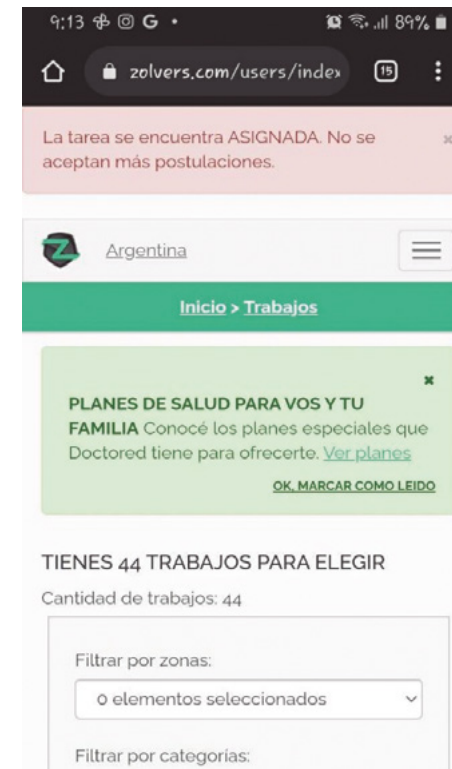 9:13 G •
89%
zolvers.com/users/index
15
La tarea se encuentra ASIGNADA. No se
aceptan más postulaciones.
Argentina
Inicio > Trabajos
PLANES DE SALUD PARA VOS Y TU
FAMILIA Conocé los planes especiales que
Doctored tiene para ofrecerte. Ver planes
OK, MARCAR COMO LEIDO
TIENES 44 TRABAJOS PARA ELEGIR
Cantidad de trabajos: 44
Filtrar por zonas:
0 elementos seleccionados
Filtrar por categorías: